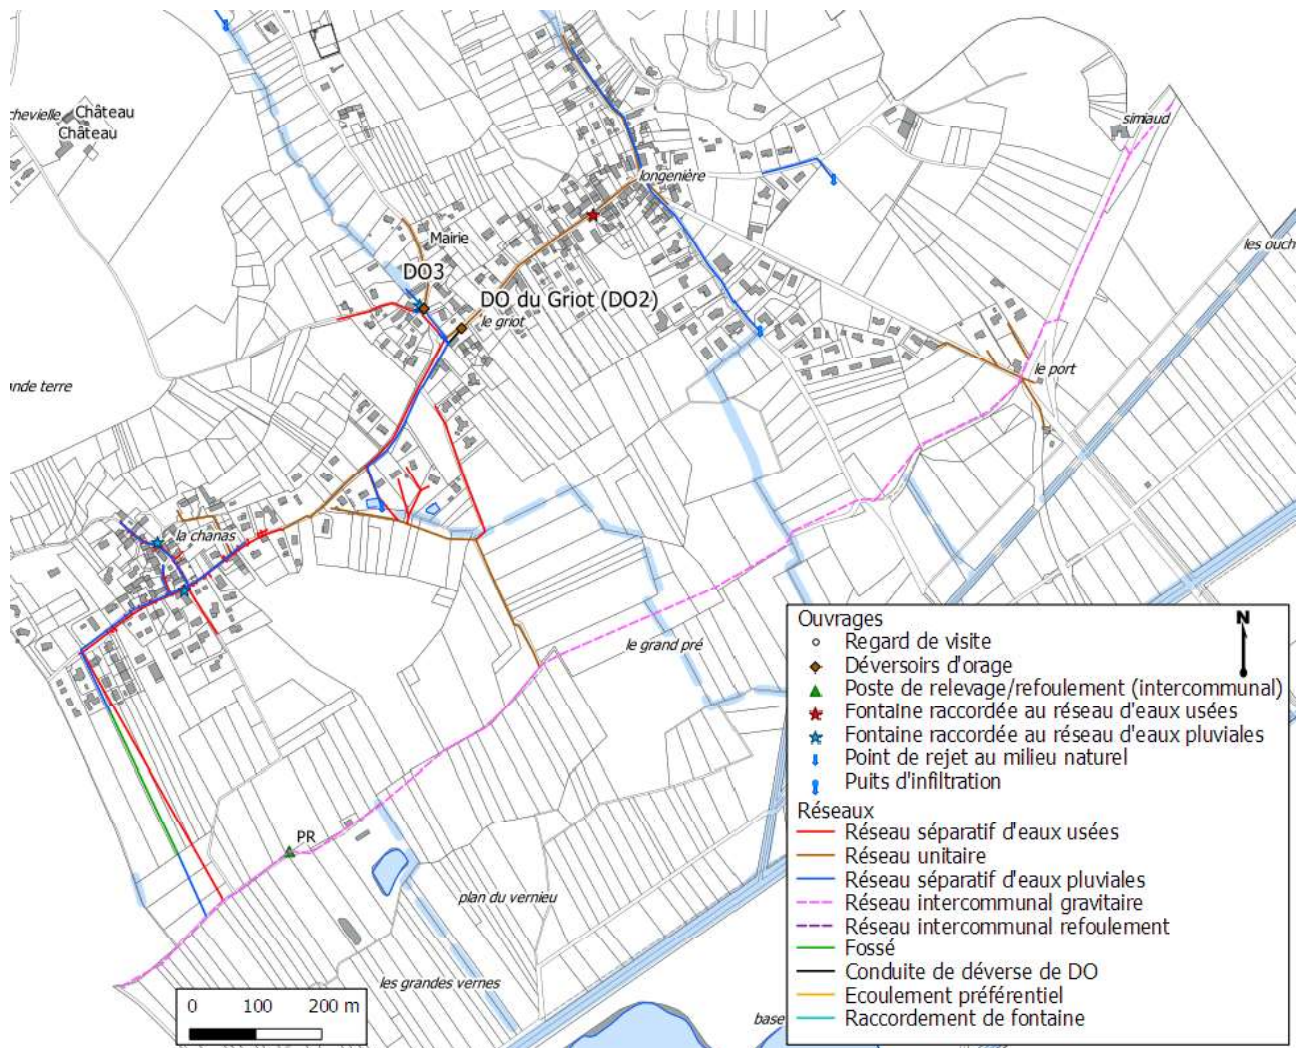 Château
chevielle
Château
simiaud
longenière
Mairie
les ouch
DO3
DO du Griot (DO2)
le griot
le port
ande terre
la chanas
le grand pré
PR
plan du vernieu
les grandes vernes
base
0 100 200 m
Ouvrages
N
Regard de visite
Déversoirs d'orage
Poste de relevage/refoulement (intercommunal)
Fontaine raccordée au réseau d'eaux usées
Fontaine raccordée au réseau d'eaux pluviales
Point de rejet au milieu naturel
Puits d'infiltration
Réseaux
Réseau séparatif d'eaux usées
Réseau unitaire
Réseau séparatif d'eaux pluviales
Réseau intercommunal gravitaire
Réseau intercommunal refoulement
Fossé
Conduite de déverse de DO
Ecoulement préférentiel
Raccordement de fontaine